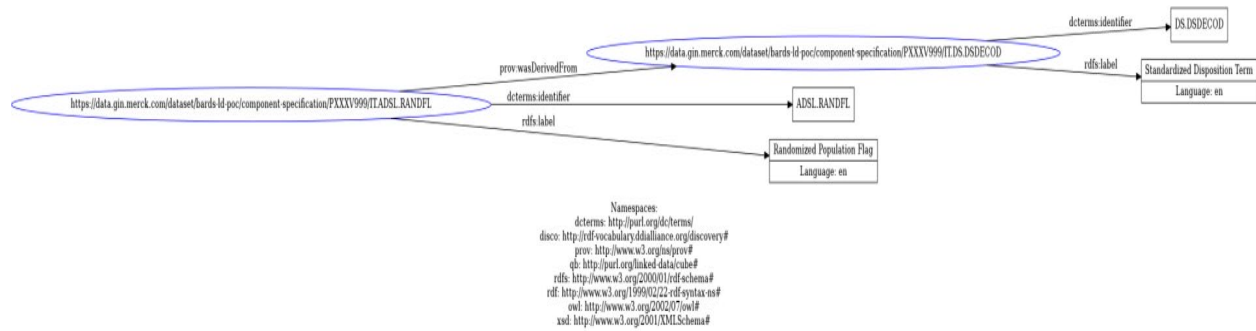 dcterms:identifier
DS.DSDECOD
https://data.gin.merck.com/dataset/bards-ld-poc/component-specification/PXXXV999/IT.DS.DSDECOD
rdfs:label
Standardized Disposition Term
Language: en
prov:wasDerivedFrom
https://data.gin.merck.com/dataset/bards-ld-poc/component-specification/PXXXV999/IT.ADSL.RANDFL
dcterms:identifier
ADSL.RANDFL
rdfs:label
Randomized Population Flag
Language: en
Namespaces:
dcterms: http://purl.org/dc/terms/
disco: http://rdf-vocabulary.ddialliance.org/discovery#
prov: http://www.w3.org/ns/prov#
qb: http://purl.org/linked-data/cube#
rdfs: http://www.w3.org/2000/01/rdf-schema#
rdf: http://www.w3.org/1999/02/22-rdf-syntax-ns#
owl: http://www.w3.org/2002/07/owl#
xsd: http://www.w3.org/2001/XMLSchema#